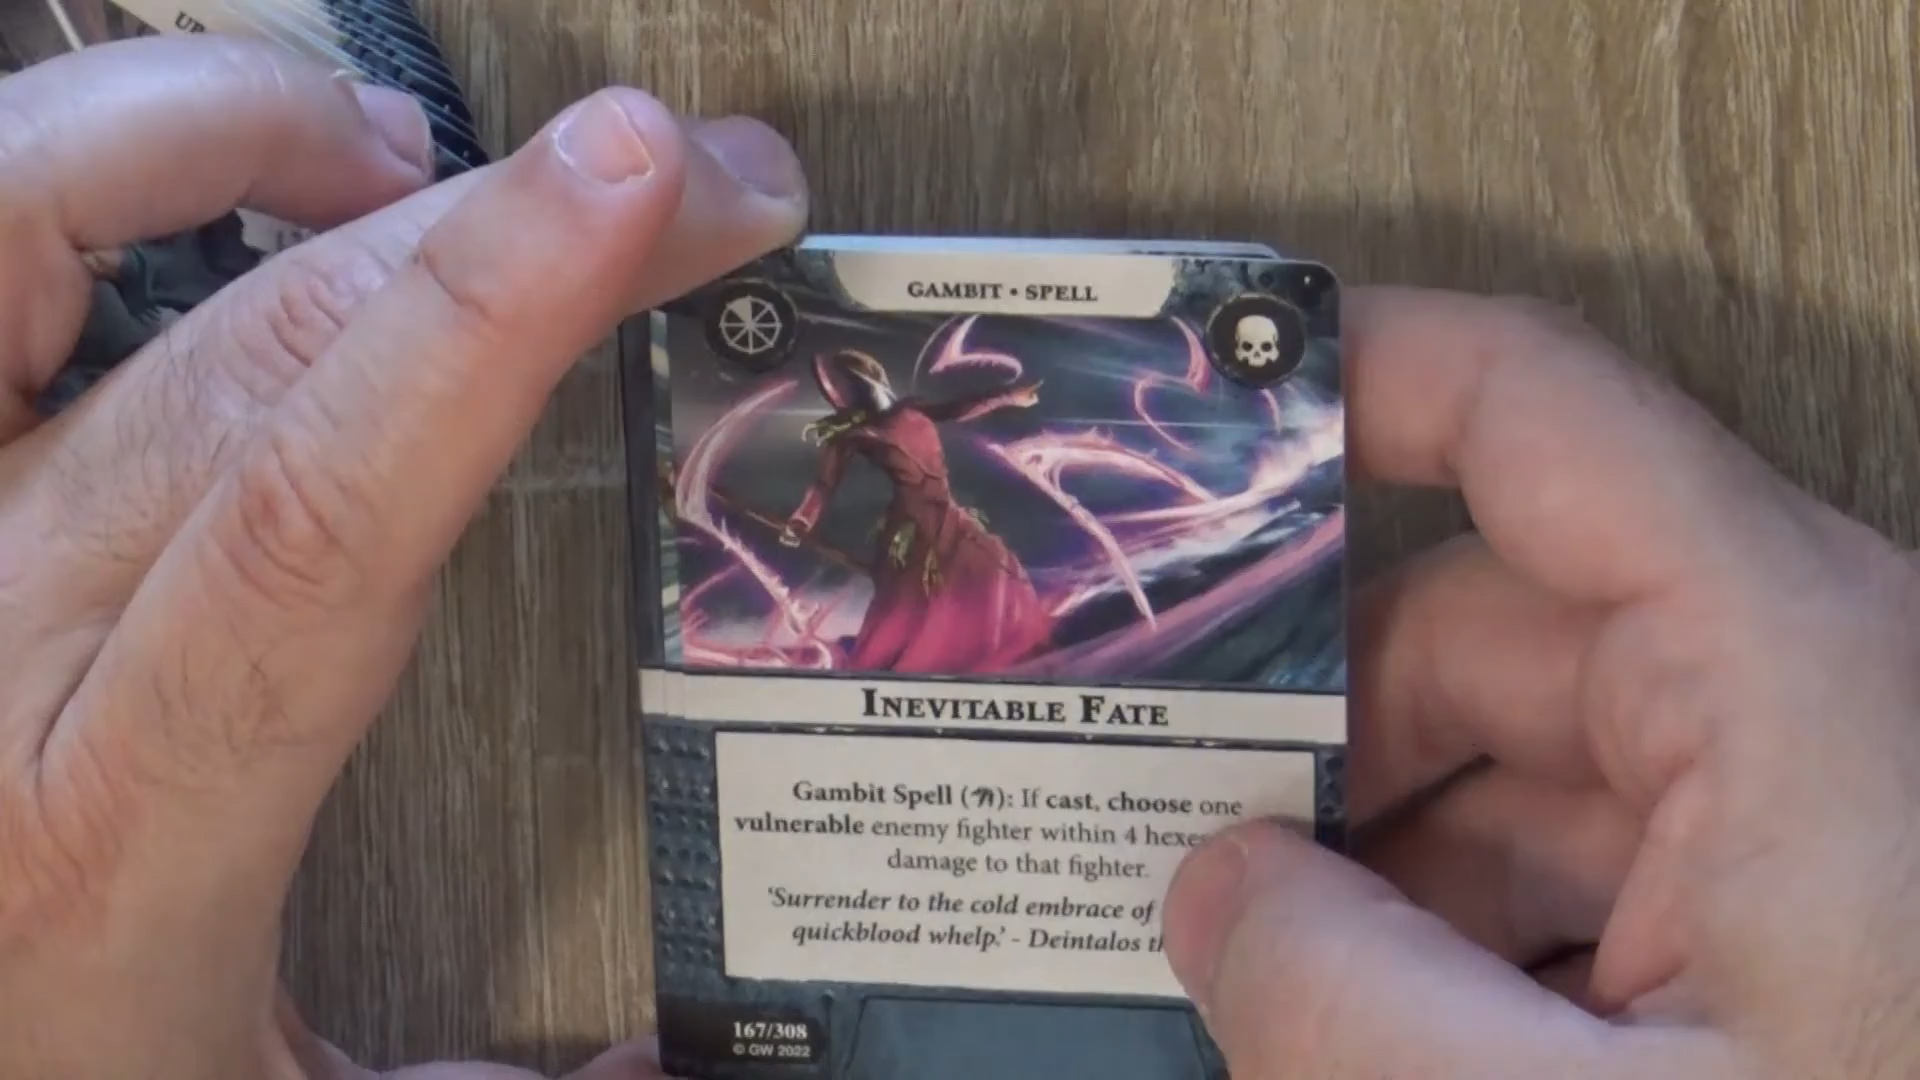 UP
GAMBIT • SPELL
INEVITABLE FATE
Gambit Spell ( ): If cast, choose one
vulnerable enemy fighter within 4 hexes
damage to that fighter.
'Surrender to the cold embrace of
quickblood whelp.' - Deintalos
167/308
© GW 2022